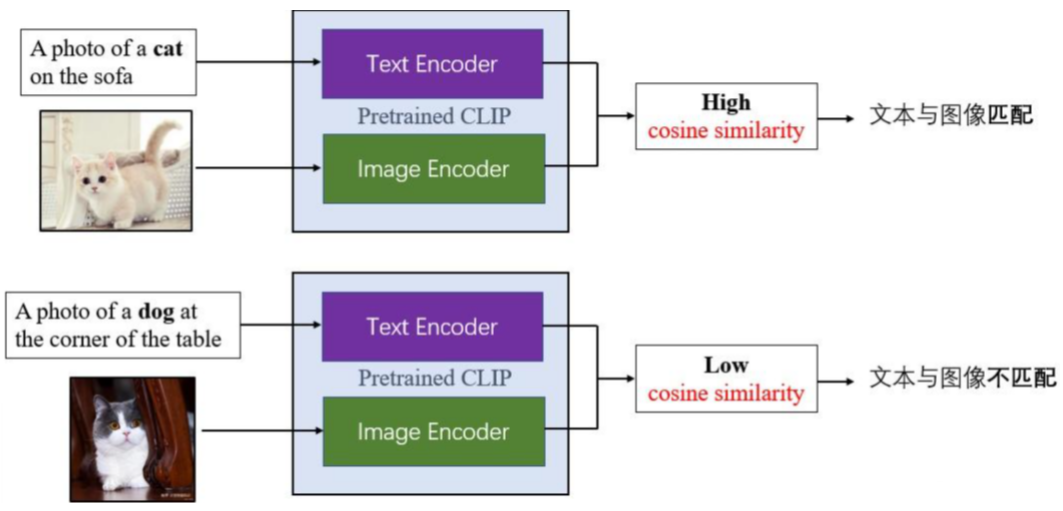 A photo of a cat
on the sofa
Text Encoder
Pretrained CLIP
Image Encoder
High
cosine similarity
文本与图像匹配
A photo of a dog at
the corner of the table
Text Encoder
Pretrained CLIP
Image Encoder
Low
cosine similarity
文本与图像不匹配